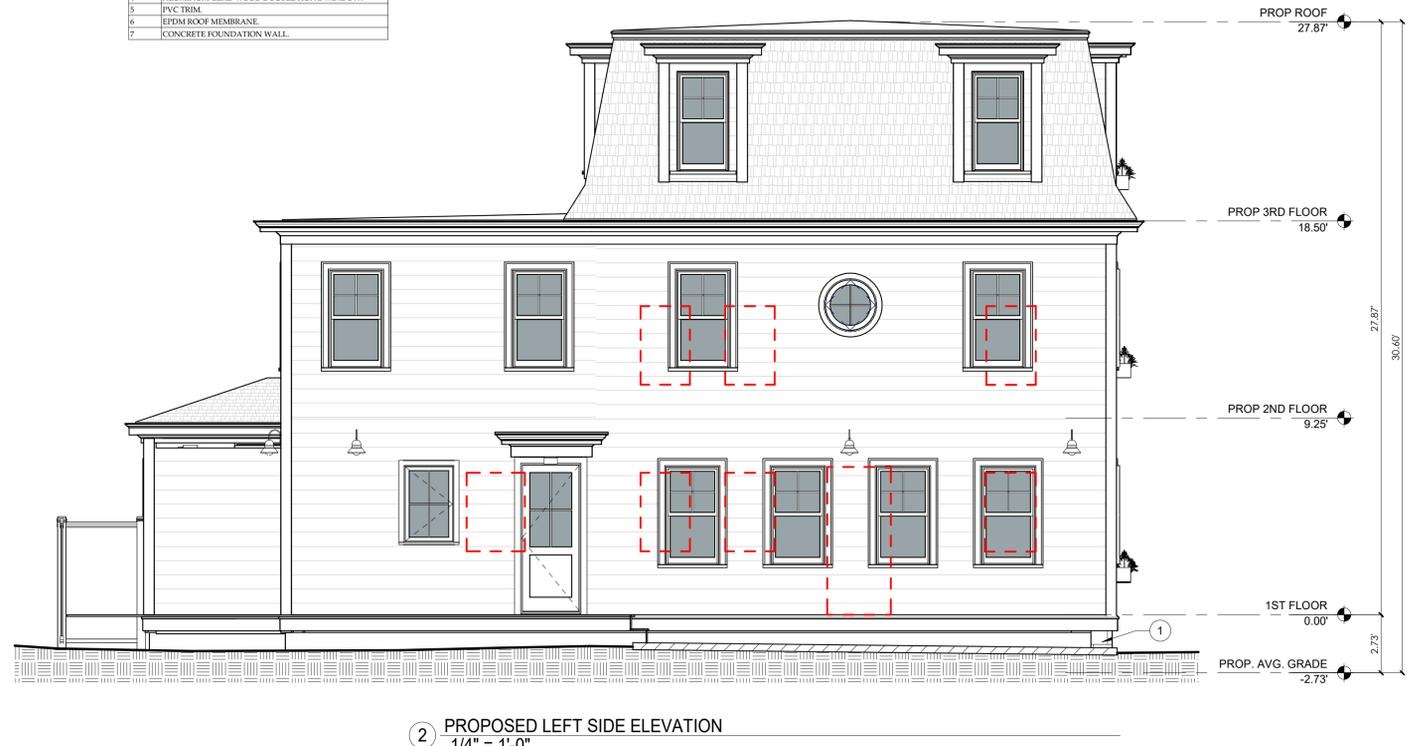 5 PVC TRIM.
6 EPDM ROOF MEMBRANE.
7 CONCRETE FOUNDATION WALL.
PROP ROOF
27.87'
PROP 3RD FLOOR
18.50'
27.87'
30.60'
PROP 2ND FLOOR
9.25'
1ST FLOOR
0.00'
1
2.73'
PROP. AVG. GRADE
-2.73'
2 PROPOSED LEFT SIDE ELEVATION
1/4" = 1'-0"